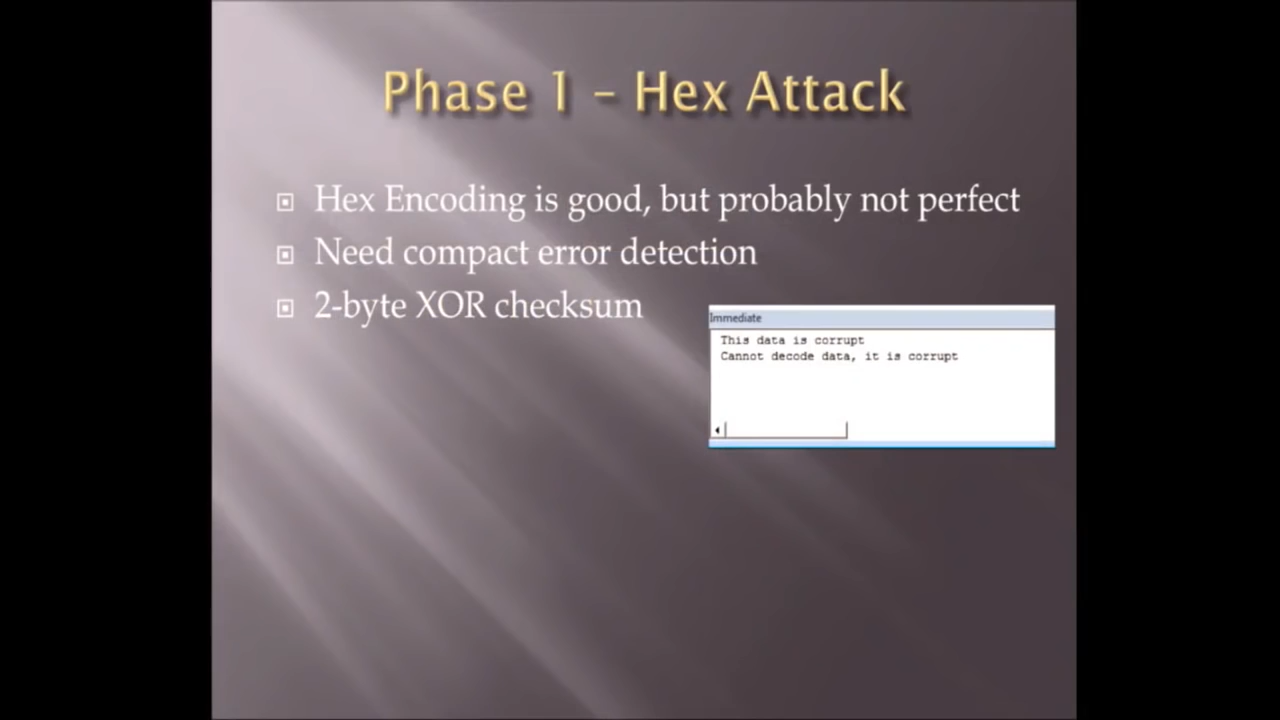 Phase 1 – Hex Attack
Hex Encoding is good, but probably not perfect
Need compact error detection
2-byte XOR checksum
Immediate
This data is corrupt
Cannot decode data, it is corrupt